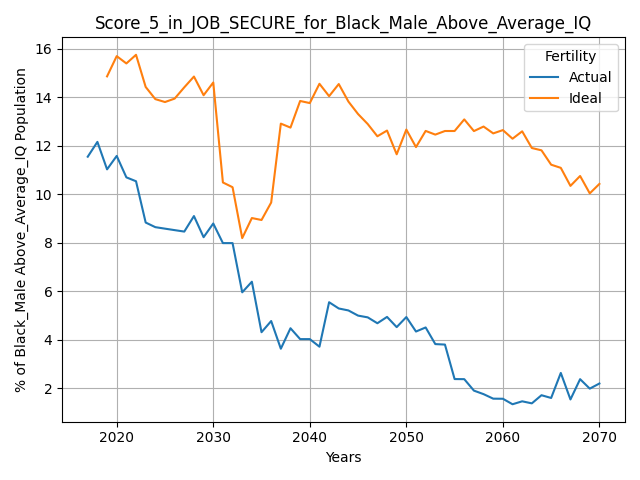 Score_5_in_JOB_SECURE_for_Black_Male_Above_Average_IQ
Fertility
Actual
Ideal
% of Black_Male Above_Average_IQ Population
16
14
12
10
8
6
4
2
2020 2030 2040 2050 2060 2070
Years